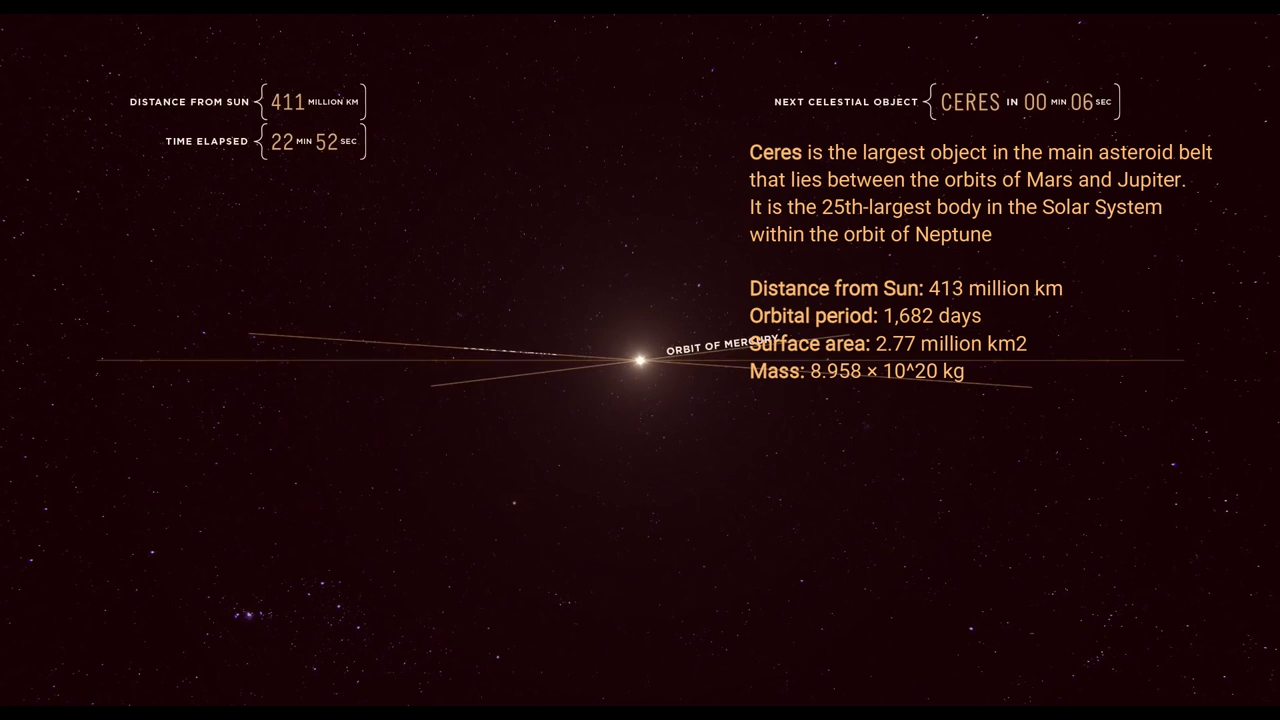 DISTANCE FROM SUN 411 MILLION KM
TIME ELAPSED 22 MIN 52 SEC
NEXT CELESTIAL OBJECT CERES IN 00 MIN 06 SEC
Ceres is the largest object in the main asteroid belt
that lies between the orbits of Mars and Jupiter.
It is the 25th-largest body in the Solar System
within the orbit of Neptune
Distance from Sun: 413 million km
Orbital period: 1,682 days
ORBIT OF MERCURY
Surface area: 2.77 million km2
Mass: 8.958 × 10^20 kg